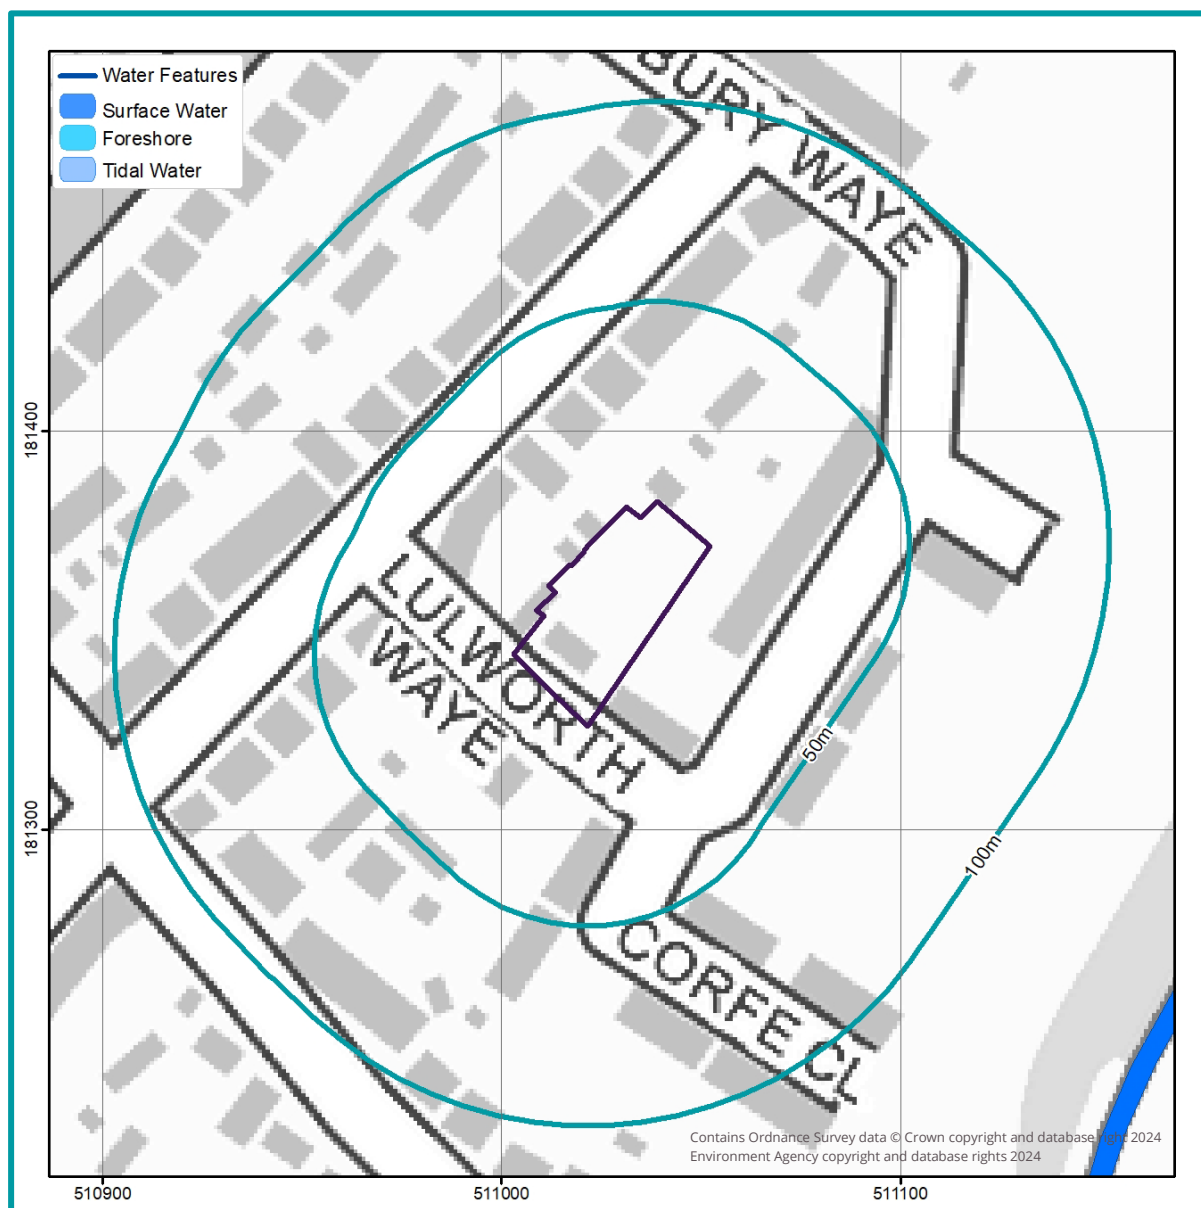 Water Features
Surface Water
Foreshore
Tidal Water
BURY WAYE
181400
LULWORTH
WAYE
50m
181300
100m
CORFE CL
Contains Ordnance Survey data © Crown copyright and database right 2024
Environment Agency copyright and database rights 2024
510900
511000
511100